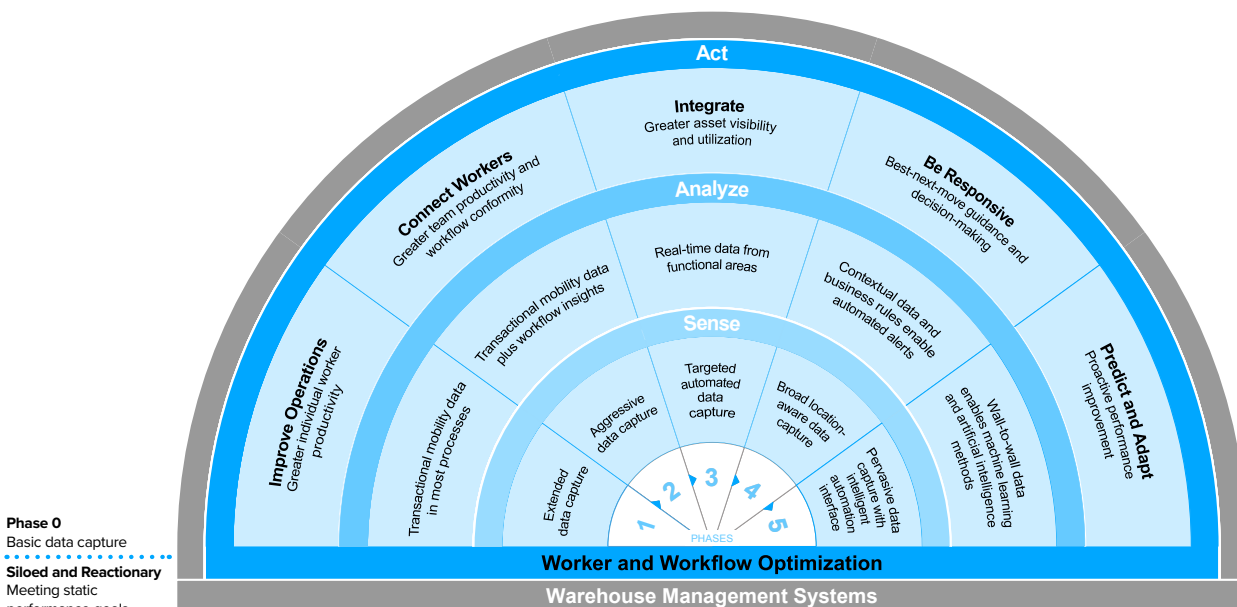 Act
Integrate
Greater asset visibility
and utilization
Connect Workers
Greater team productivity and
workflow conformity
Be Responsive
Best-next-move guidance and
decision-making
Improve Operations
Greater individual worker
productivity
Predict and Adapt
Proactive performance
improvement
Analyze
Transactional mobility data
in most processes
Transactional mobility data
plus workflow insights
Real-time data from
functional areas
Contextual data and
business rules enable
automated alerts
Wall-to-wall data
enables machine learning
and artificial intelligence
methods
Sense
Extended
data capture
Aggressive
data capture
Targeted
automated
data
capture
Broad location-
aware data
capture
Pervasive data
capture with
intelligent
automation
interface
1
2
3
4
5
PHASES
Worker and Workflow Optimization
Warehouse Management Systems
Phase 0
Basic data capture
Siloed and Reactionary
Meeting static
performance goals